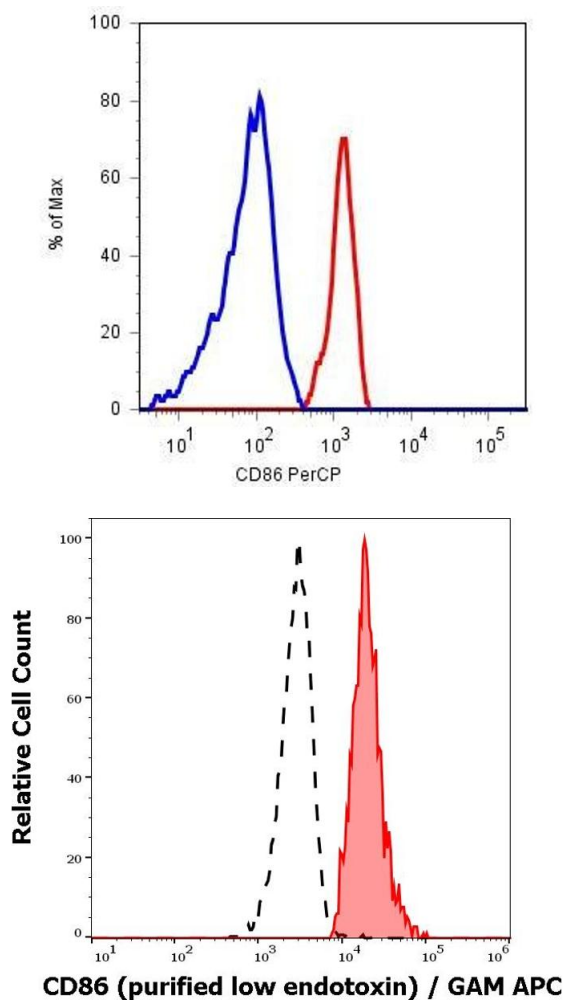 100
80
60
40
20
0
% of Max
10¹ 10² 10³ 10⁴ 10⁵
CD86 PerCP
100
80
60
40
20
0
Relative Cell Count
10¹ 10² 10³ 10⁴ 10⁵ 10⁶
CD86 (purified low endotoxin) / GAM APC